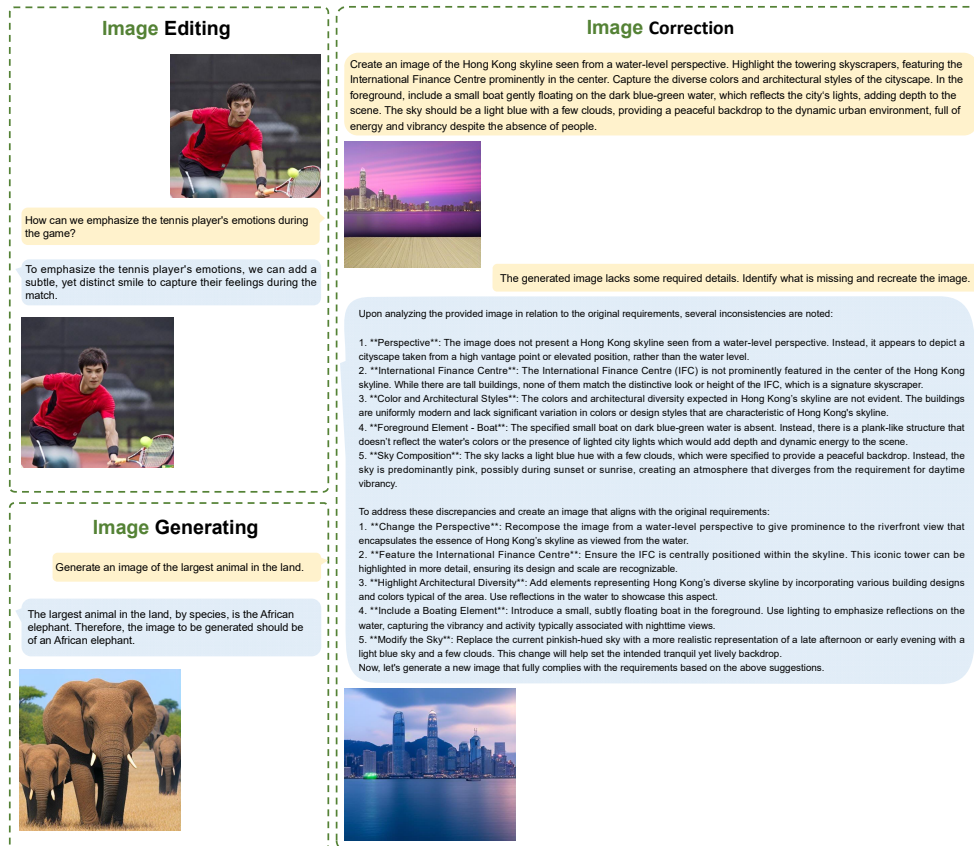 Image Editing
How can we emphasize the tennis player's emotions during
the game?
To emphasize the tennis player's emotions, we can add a
subtle, yet distinct smile to capture their feelings during the
match.
Image Generating
Generate an image of the largest animal in the land.
The largest animal in the land, by species, is the African
elephant. Therefore, the image to be generated should be
of an African elephant.
Image Correction
Create an image of the Hong Kong skyline seen from a water-level perspective. Highlight the towering skyscrapers, featuring the
International Finance Centre prominently in the center. Capture the diverse colors and architectural styles of the cityscape. In the
foreground, include a small boat gently floating on the dark blue-green water, which reflects the city's lights, adding depth to the
scene. The sky should be a light blue with a few clouds, providing a peaceful backdrop to the dynamic urban environment, full of
energy and vibrancy despite the absence of people.
The generated image lacks some required details. Identify what is missing and recreate the image.
Upon analyzing the provided image in relation to the original requirements, several inconsistencies are noted:
1. **Perspective**: The image does not present a Hong Kong skyline seen from a water-level perspective. Instead, it appears to depict a
cityscape taken from a high vantage point or elevated position, rather than the water level.
2. **International Finance Centre**: The International Finance Centre (IFC) is not prominently featured in the center of the Hong Kong
skyline. While there are tall buildings, none of them match the distinctive look or height of the IFC, which is a signature skyscraper.
3. **Color and Architectural Styles**: The colors and architectural diversity expected in Hong Kong's skyline are not evident. The buildings
are uniformly modern and lack significant variation in colors or design styles that are characteristic of Hong Kong's skyline.
4. **Foreground Element - Boat**: The specified small boat on dark blue-green water is absent. Instead, there is a plank-like structure that
doesn't reflect the water's colors or the presence of lighted city lights which would add depth and dynamic energy to the scene.
5. **Sky Composition**: The sky lacks a light blue hue with a few clouds, which were specified to provide a peaceful backdrop. Instead, the
sky is predominantly pink, possibly during sunset or sunrise, creating an atmosphere that diverges from the requirement for daytime
vibrancy.
To address these discrepancies and create an image that aligns with the original requirements:
1. **Change the Perspective**: Recompose the image from a water-level perspective to give prominence to the riverfront view that
encapsulates the essence of Hong Kong's skyline as viewed from the water.
2. **Feature the International Finance Centre**: Ensure the IFC is centrally positioned within the skyline. This iconic tower can be
highlighted in more detail, ensuring its design and scale are recognizable.
3. **Highlight Architectural Diversity**: Add elements representing Hong Kong's diverse skyline by incorporating various building designs
and colors typical of the area. Use reflections in the water to showcase this aspect.
4. **Include a Boating Element**: Introduce a small, subtly floating boat in the foreground. Use lighting to emphasize reflections on the
water, capturing the vibrancy and activity typically associated with nighttime views.
5. **Modify the Sky**: Replace the current pinkish-hued sky with a more realistic representation of a late afternoon or early evening with a
light blue sky and a few clouds. This change will help set the intended tranquil yet lively backdrop.
Now, let's generate a new image that fully complies with the requirements based on the above suggestions.